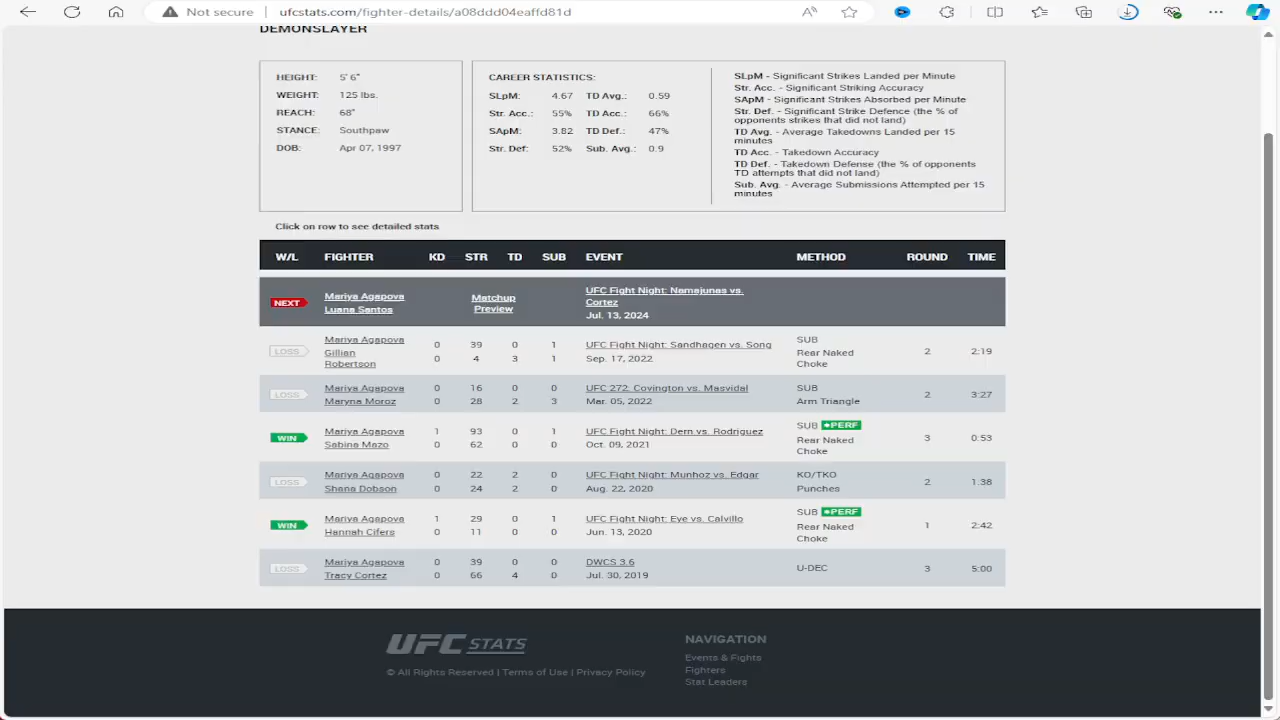 Not secure | ufcstats.com/fighter-details/a08ddd04eaffd81d
DEMONSLAYER
HEIGHT: 5' 6"
WEIGHT: 125 lbs.
REACH: 68"
STANCE: Southpaw
DOB: Apr 07, 1997
CAREER STATISTICS:
SLpM: 4.67 TD Avg.: 0.59
Str. Acc.: 55% TD Acc.: 66%
SApM: 3.82 TD Def.: 47%
Str. Def: 52% Sub. Avg.: 0.9
SLpM - Significant Strikes Landed per Minute
Str. Acc. - Significant Striking Accuracy
SApM - Significant Strikes Absorbed per Minute
Str. Def. - Significant Strike Defence (the % of
opponents strikes that did not land)
TD Avg. - Average Takedowns Landed per 15
minutes
TD Acc. - Takedown Accuracy
TD Def. - Takedown Defense (the % of opponents
TD attempts that did not land)
Sub. Avg. - Average Submissions Attempted per 15
minutes
Click on row to see detailed stats
W/L FIGHTER KD STR TD SUB EVENT METHOD ROUND TIME
NEXT Mariya Agapova Matchup UFC Fight Night: Namajunas vs.
Luana Santos Preview Cortez
Jul. 13, 2024
LOSS Mariya Agapova 0 39 0 1 UFC Fight Night: Sandhagen vs. Song SUB 2 2:19
Gillian 0 4 3 1 Sep. 17, 2022 Rear Naked
Robertson Choke
LOSS Mariya Agapova 0 16 0 0 UFC 272: Covington vs. Masvidal SUB 2 3:27
Maryna Moroz 0 28 2 3 Mar. 05, 2022 Arm Triangle
WIN Mariya Agapova 1 93 0 1 UFC Fight Night: Dern vs. Rodriguez SUB PERF 3 0:53
Sabina Mazo 0 62 0 0 Oct. 09, 2021 Rear Naked
Choke
LOSS Mariya Agapova 0 22 2 0 UFC Fight Night: Munhoz vs. Edgar KO/TKO 2 1:38
Shana Dobson 0 24 2 0 Aug. 22, 2020 Punches
WIN Mariya Agapova 1 29 0 1 UFC Fight Night: Eye vs. Calvillo SUB PERF 1 2:42
Hannah Cifers 0 11 0 0 Jun. 13, 2020 Rear Naked
Choke
LOSS Mariya Agapova 0 39 0 0 DWCS 3.6 U-DEC 3 5:00
Tracy Cortez 0 66 4 0 Jul. 30, 2019
UFC STATS
© All Rights Reserved | Terms of Use | Privacy Policy
NAVIGATION
Events & Fights
Fighters
Stat Leaders